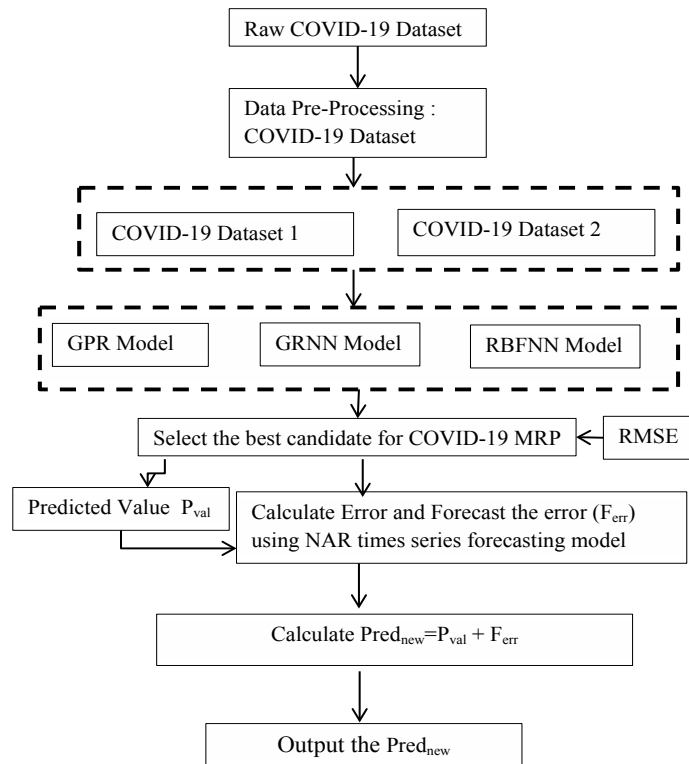 Raw COVID-19 Dataset
Data Pre-Processing :
COVID-19 Dataset
COVID-19 Dataset 1
COVID-19 Dataset 2
GPR Model
GRNN Model
RBFNN Model
Select the best candidate for COVID-19 MRP
RMSE
Predicted Value Pval
Calculate Error and Forecast the error (Ferr)
using NAR times series forecasting model
Calculate Prednew=Pval + Ferr
Output the Prednew